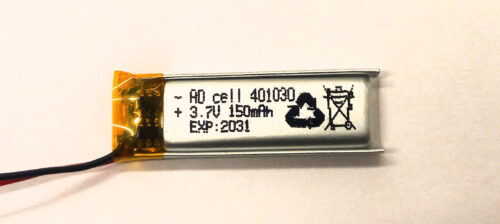 - AD cell 401030
+ 3.7V 150mAh
EXP:2031